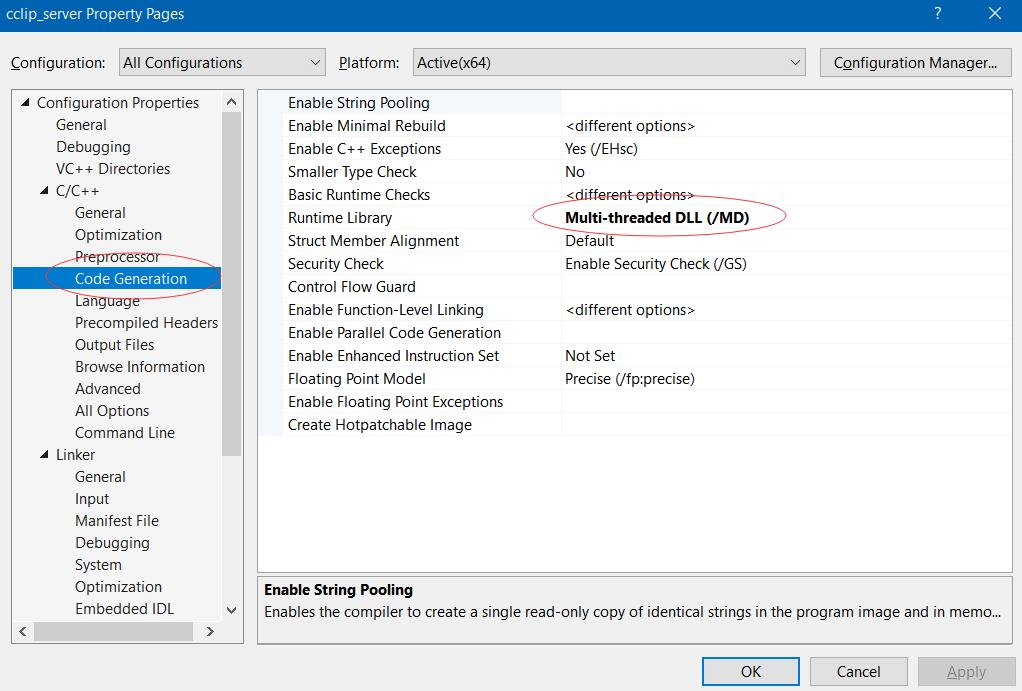 cclip_server Property Pages
?
Configuration: All Configurations Platform: Active(x64) Configuration Manager...
Configuration Properties
General
Debugging
VC++ Directories
C/C++
General
Optimization
Preprocessor
Code Generation
Language
Precompiled Headers
Output Files
Browse Information
Advanced
All Options
Command Line
Linker
General
Input
Manifest File
Debugging
System
Optimization
Embedded IDL
Enable String Pooling
Enable Minimal Rebuild <different options>
Enable C++ Exceptions Yes (/EHsc)
Smaller Type Check No
Basic Runtime Checks <different options>
Runtime Library Multi-threaded DLL (/MD)
Struct Member Alignment Default
Security Check Enable Security Check (/GS)
Control Flow Guard
Enable Function-Level Linking <different options>
Enable Parallel Code Generation
Enable Enhanced Instruction Set Not Set
Floating Point Model Precise (/fp:precise)
Enable Floating Point Exceptions
Create Hotpatchable Image
Enable String Pooling
Enables the compiler to create a single read-only copy of identical strings in the program image and in memo...
OK Cancel Apply